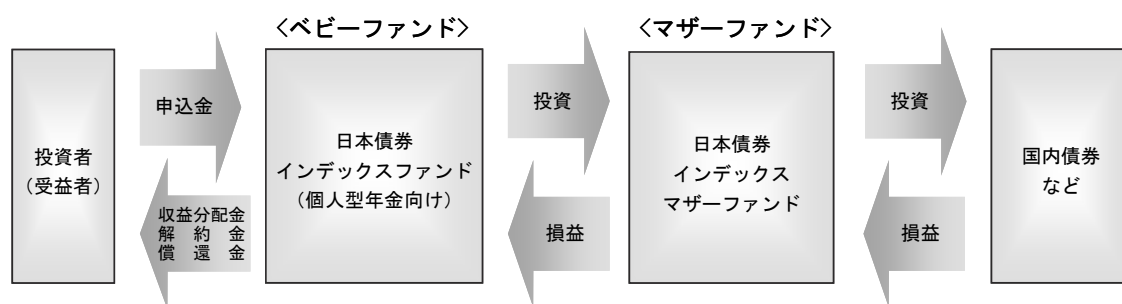 〈ベビーファンド〉
〈マザーファンド〉
投資者
(受益者)
申込金
収益分配金
解約金
償還金
日本債券
インデックスファンド
(個人型年金向け)
投資
損益
日本債券
インデックス
マザーファンド
投資
損益
国内債券
など